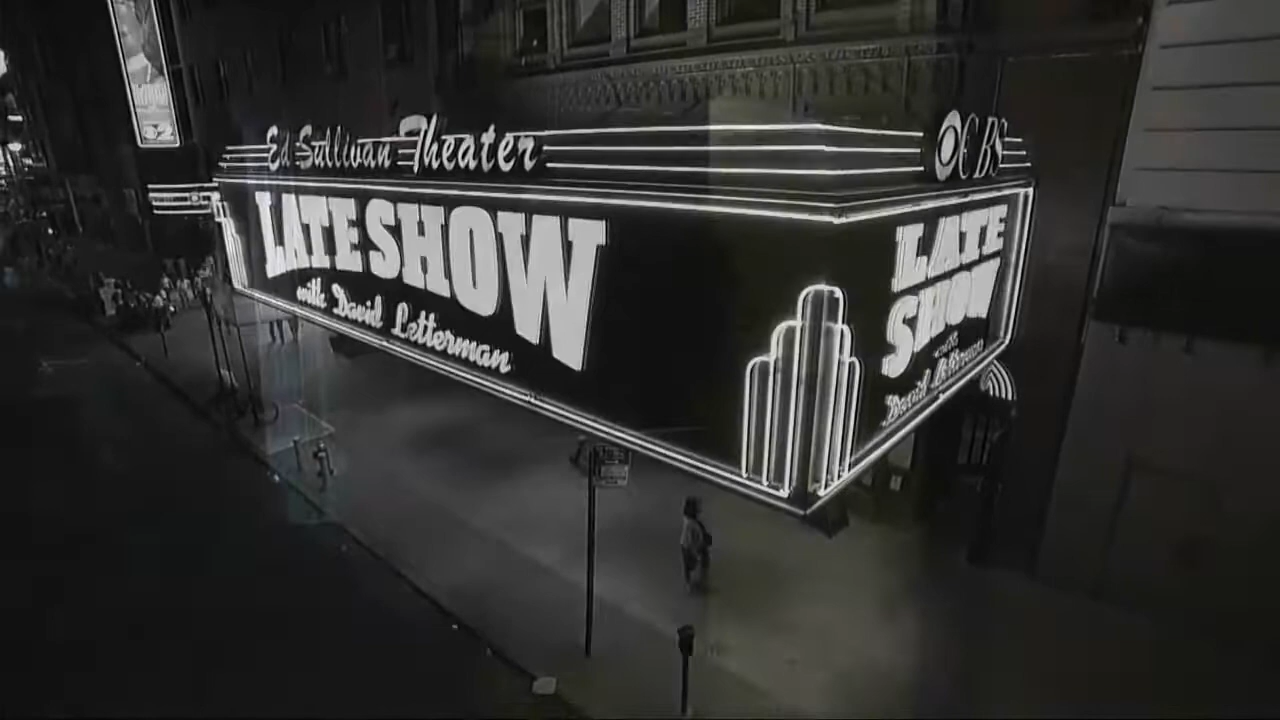 Ed Sullivan Theater
CBS
LATE SHOW
with David Letterman
LATE
SHOW
with
David Letterman